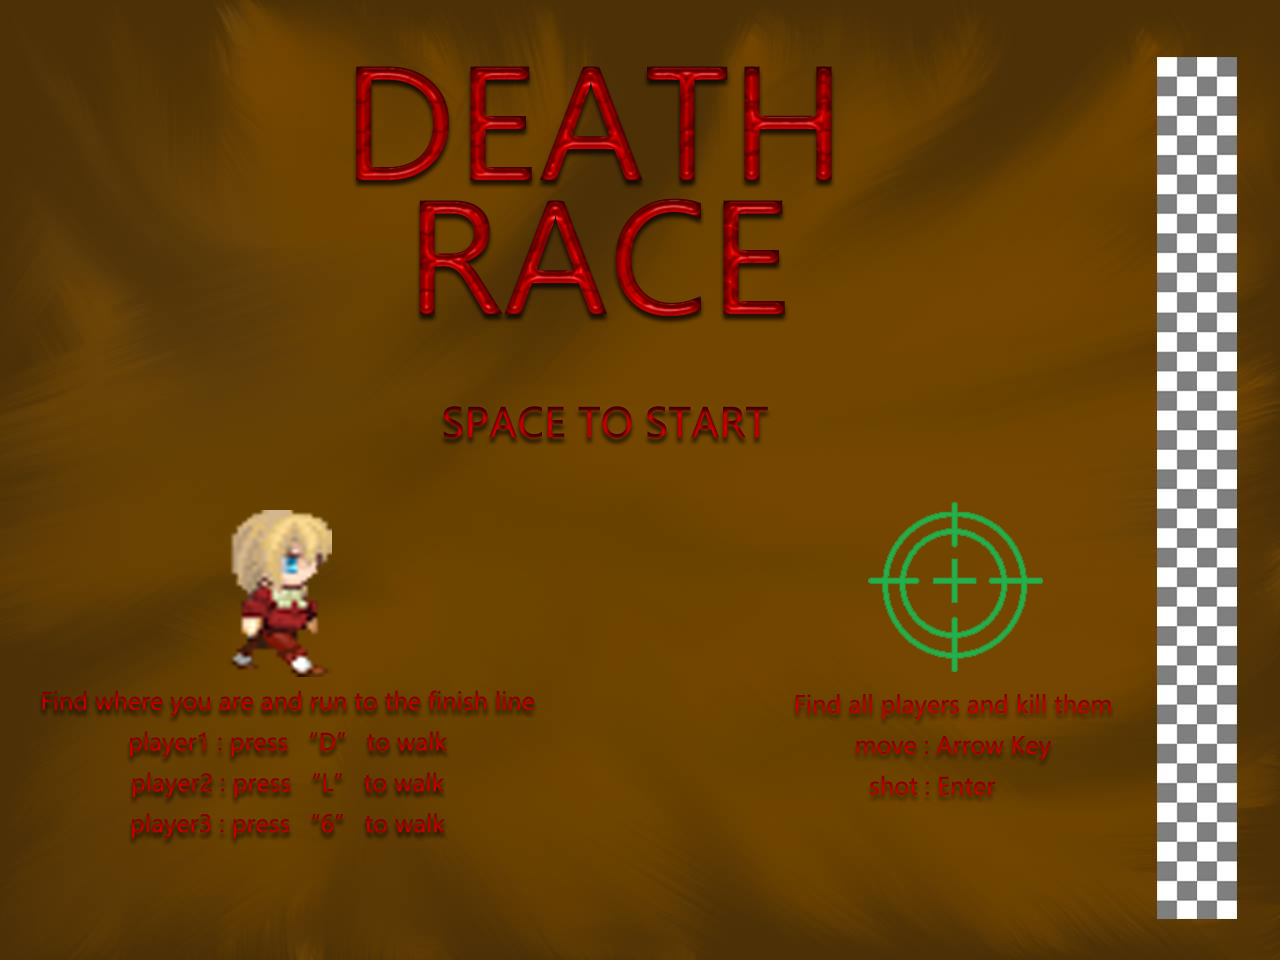 DEATH
RACE
SPACE TO START
Find where you are and run to the finish line
player1 : press “D” to walk
player2 : press “L” to walk
player3 : press “6” to walk
Find all players and kill them
move : Arrow Key
shot : Enter